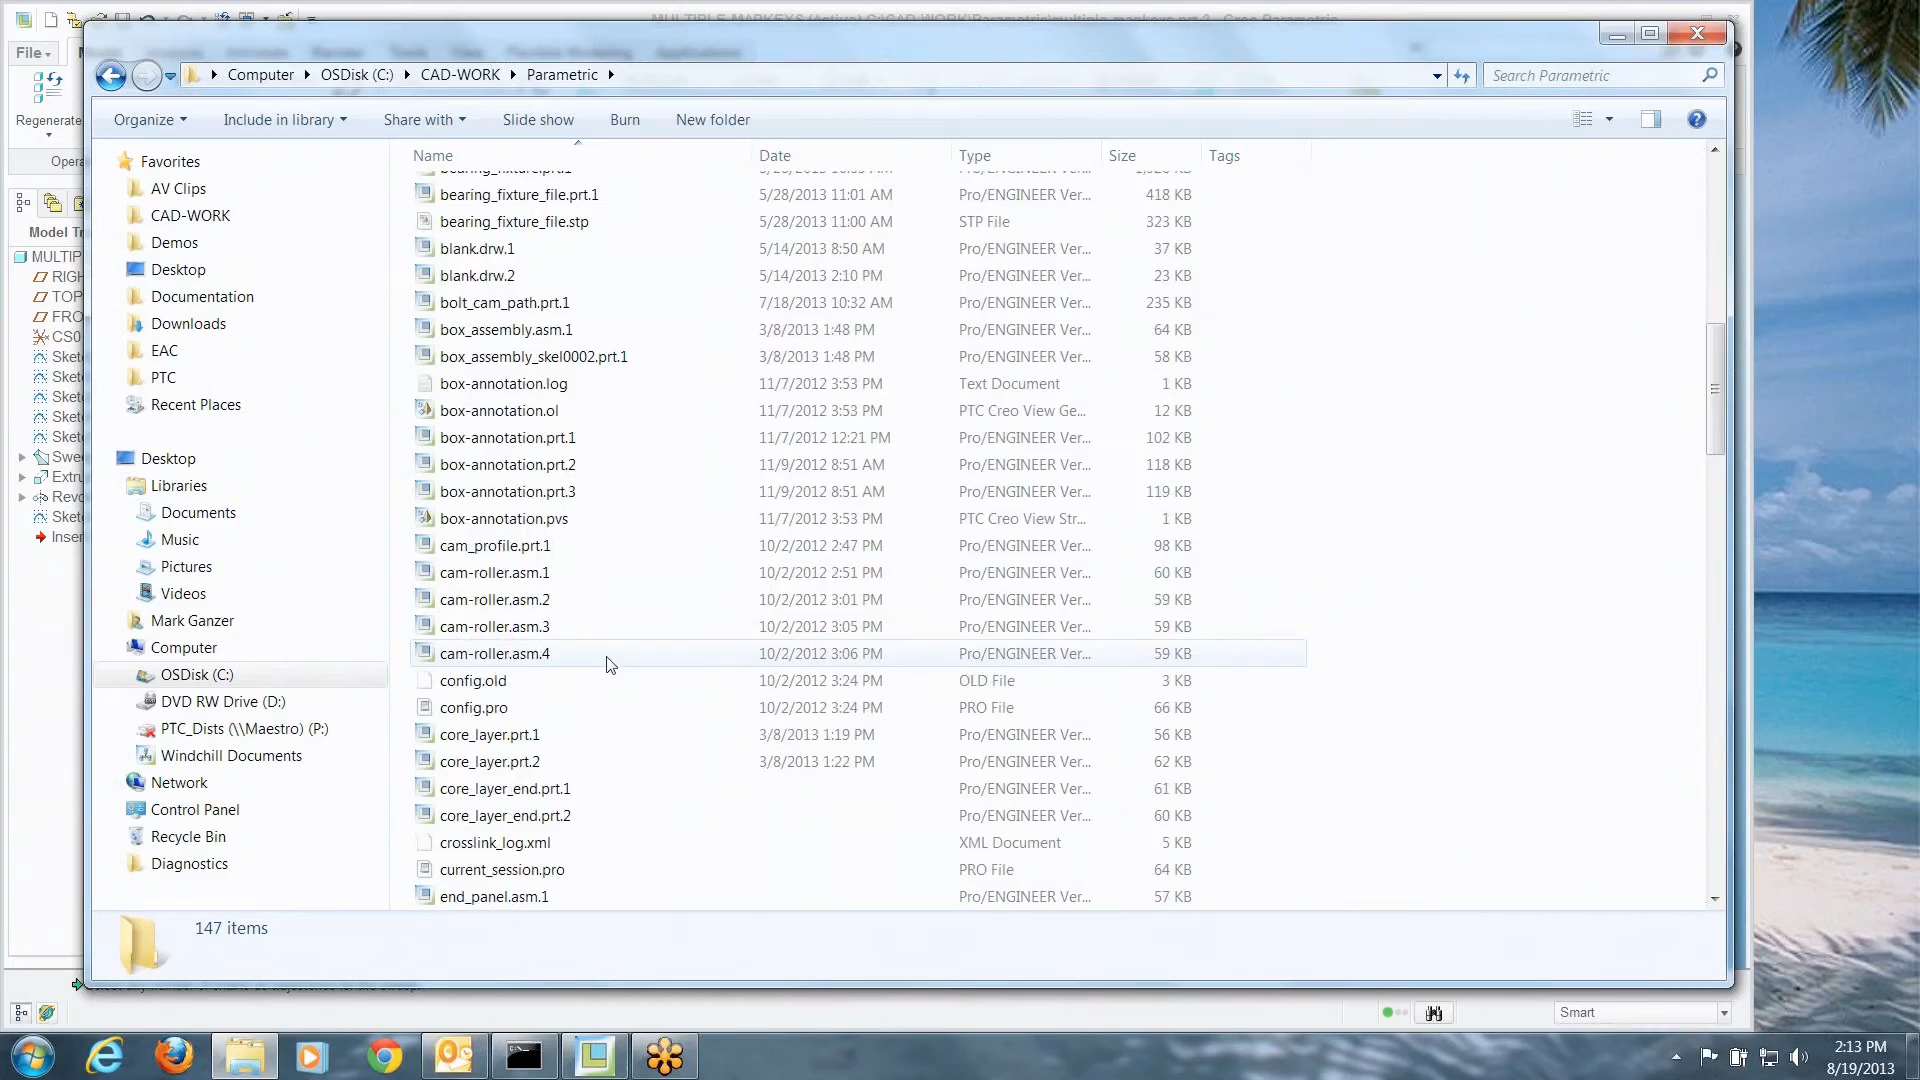 File
Regenerate
Opera
Model Tr
MULTIP
RIGH
TOP
FRO
CS0
Sketc
Sketc
Sketc
Sketc
Sketc
Swee
Extru
Revo
Sketc
Inser
Computer
OSDisk (C:)
CAD-WORK
Parametric
Search Parametric
Organize
Include in library
Share with
Slide show
Burn
New folder
Favorites
AV Clips
CAD-WORK
Demos
Desktop
Documentation
Downloads
EAC
PTC
Recent Places
Desktop
Libraries
Documents
Music
Pictures
Videos
Mark Ganzer
Computer
OSDisk (C:)
DVD RW Drive (D:)
PTC_Dists (\\Maestro) (P:)
Windchill Documents
Network
Control Panel
Recycle Bin
Diagnostics
Name Date Type Size Tags
bearing_fixture_file.prt.1 5/28/2013 11:01 AM Pro/ENGINEER Ver... 418 KB
bearing_fixture_file.stp 5/28/2013 11:00 AM STP File 323 KB
blank.drw.1 5/14/2013 8:50 AM Pro/ENGINEER Ver... 37 KB
blank.drw.2 5/14/2013 2:10 PM Pro/ENGINEER Ver... 23 KB
bolt_cam_path.prt.1 7/18/2013 10:32 AM Pro/ENGINEER Ver... 235 KB
box_assembly.asm.1 3/8/2013 1:48 PM Pro/ENGINEER Ver... 64 KB
box_assembly_skel0002.prt.1 3/8/2013 1:48 PM Pro/ENGINEER Ver... 58 KB
box-annotation.log 11/7/2012 3:53 PM Text Document 1 KB
box-annotation.ol 11/7/2012 3:53 PM PTC Creo View Ge... 12 KB
box-annotation.prt.1 11/7/2012 12:21 PM Pro/ENGINEER Ver... 102 KB
box-annotation.prt.2 11/9/2012 8:51 AM Pro/ENGINEER Ver... 118 KB
box-annotation.prt.3 11/9/2012 8:51 AM Pro/ENGINEER Ver... 119 KB
box-annotation.pvs 11/7/2012 3:53 PM PTC Creo View Str... 1 KB
cam_profile.prt.1 10/2/2012 2:47 PM Pro/ENGINEER Ver... 98 KB
cam-roller.asm.1 10/2/2012 2:51 PM Pro/ENGINEER Ver... 60 KB
cam-roller.asm.2 10/2/2012 3:01 PM Pro/ENGINEER Ver... 59 KB
cam-roller.asm.3 10/2/2012 3:05 PM Pro/ENGINEER Ver... 59 KB
cam-roller.asm.4 10/2/2012 3:06 PM Pro/ENGINEER Ver... 59 KB
config.old 10/2/2012 3:24 PM OLD File 3 KB
config.pro 10/2/2012 3:24 PM PRO File 66 KB
core_layer.prt.1 3/8/2013 1:19 PM Pro/ENGINEER Ver... 56 KB
core_layer.prt.2 3/8/2013 1:22 PM Pro/ENGINEER Ver... 62 KB
core_layer_end.prt.1 Pro/ENGINEER Ver... 61 KB
core_layer_end.prt.2 Pro/ENGINEER Ver... 60 KB
crosslink_log.xml XML Document 5 KB
current_session.pro PRO File 64 KB
end_panel.asm.1 Pro/ENGINEER Ver... 57 KB
147 items
Smart
2:13 PM
8/19/2013